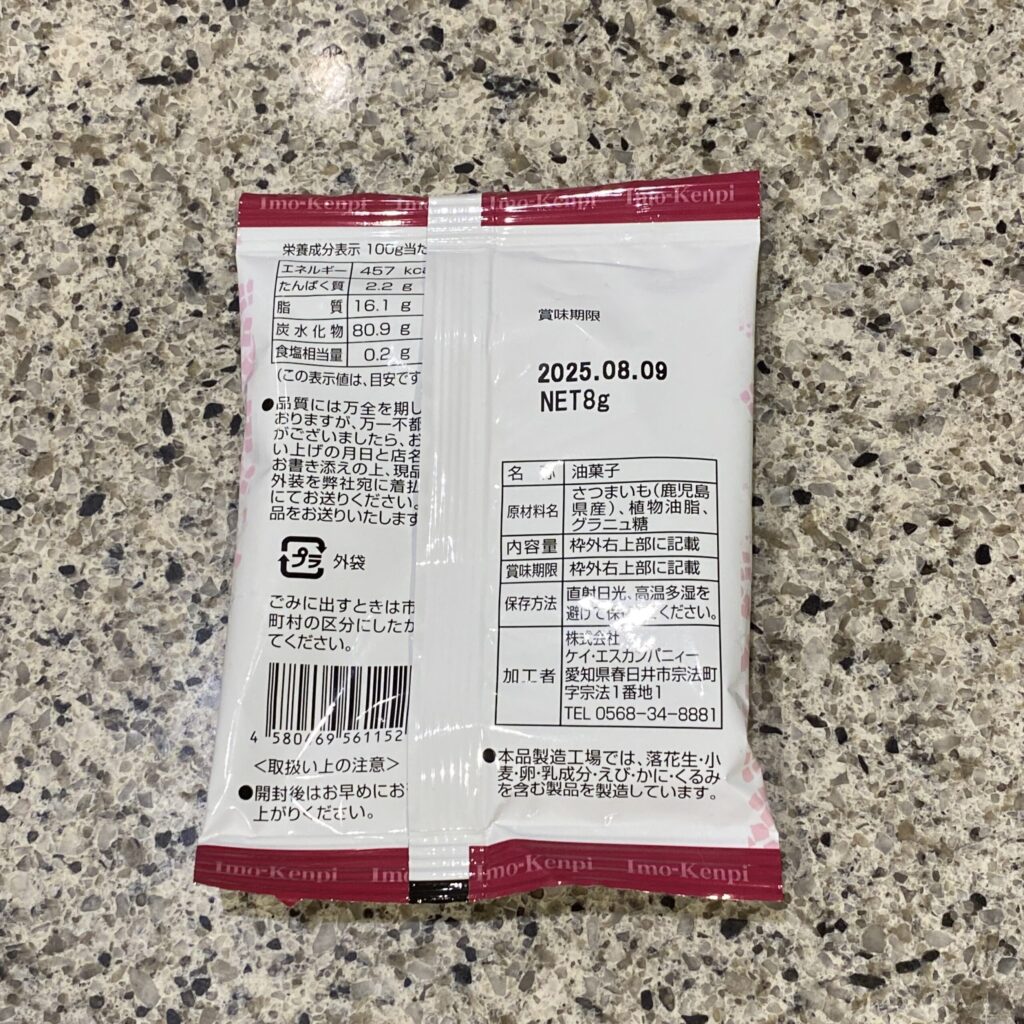 Imo-Kenpi Imo-Kenpi Imo-Kenpi
栄養成分表示 100g当た
エネルギー 457 kca
たんぱく質 2.2 g
脂質 16.1 g
炭水化物 80.9 g
食塩相当量 0.2 g
(この表示値は、目安です
●品質には万全を期し
おりますが、万一不都
がございましたら、お
い上げの月日と店名
お書き添えの上、現品
外装を弊社宛に着払
にてお送りください。
品をお送りいたします
プラ 外袋
ごみに出すときは市
町村の区分にしたが
てください。
4 580769 561152
<取扱い上の注意>
●開封後はお早めにお
上がりください。
賞味期限
2025.08.09
NET8g
名 称 油菓子
原材料名 さつまいも(鹿児島
県産)、植物油脂、
グラニュ糖
内容量 枠外右上部に記載
賞味期限 枠外右上部に記載
保存方法 直射日光、高温多湿を
避けて保 ください。
加工者 株式会社
ケイ・エスカンパニィー
愛知県春日井市宗法町
字宗法1番地1
TEL 0568-34-8881
●本品製造工場では、落花生・小
麦・卵・乳成分・えび・かに・くるみ
を含む製品を製造しています。
Imo-Kenpi Imo Imo-Kenpi Imo-Kenpi